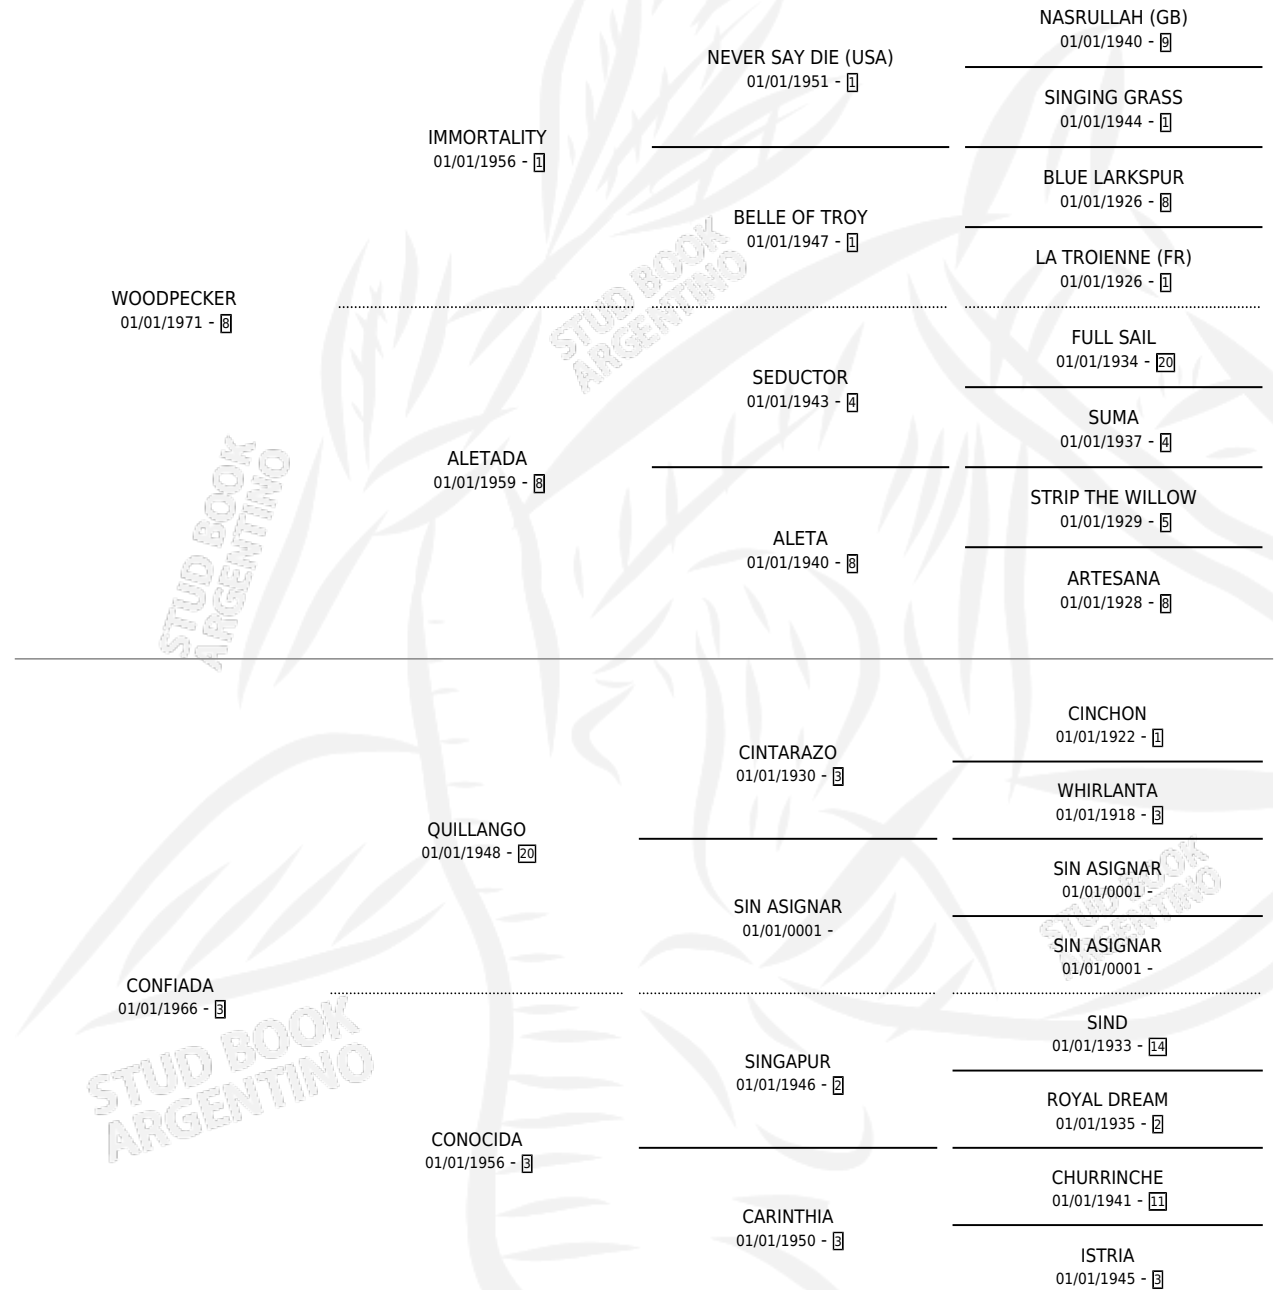 NASRULLAH (GB)
01/01/1940 - 9
NEVER SAY DIE (USA)
01/01/1951 - 1
SINGING GRASS
01/01/1944 - 1
IMMORTALITY
01/01/1956 - 1
BLUE LARKSPUR
01/01/1926 - 8
BELLE OF TROY
01/01/1947 - 1
LA TROIENNE (FR)
01/01/1926 - 1
WOODPECKER
01/01/1971 - 8
FULL SAIL
01/01/1934 - 20
SEDUCTOR
01/01/1943 - 4
SUMA
01/01/1937 - 4
ALETADA
01/01/1959 - 8
STRIP THE WILLOW
01/01/1929 - 5
ALETA
01/01/1940 - 8
ARTESANA
01/01/1928 - 8
CINCHON
01/01/1922 - 1
CINTARAZO
01/01/1930 - 3
WHIRLANTA
01/01/1918 - 3
QUILLANGO
01/01/1948 - 20
SIN ASIGNAR
01/01/0001 -
SIN ASIGNAR
01/01/0001 -
SIN ASIGNAR
01/01/0001 -
CONFIADA
01/01/1966 - 3
SIND
01/01/1933 - 14
SINGAPUR
01/01/1946 - 2
ROYAL DREAM
01/01/1935 - 2
CONOCIDA
01/01/1956 - 3
CHURRINCHE
01/01/1941 - 11
CARINTHIA
01/01/1950 - 3
ISTRIA
01/01/1945 - 3
STUD BOOK
ARGENTINO
STUD BOOK
ARGENTINO
STUD BOOK
ARGENTINO
STUD BOOK
ARGENTINO